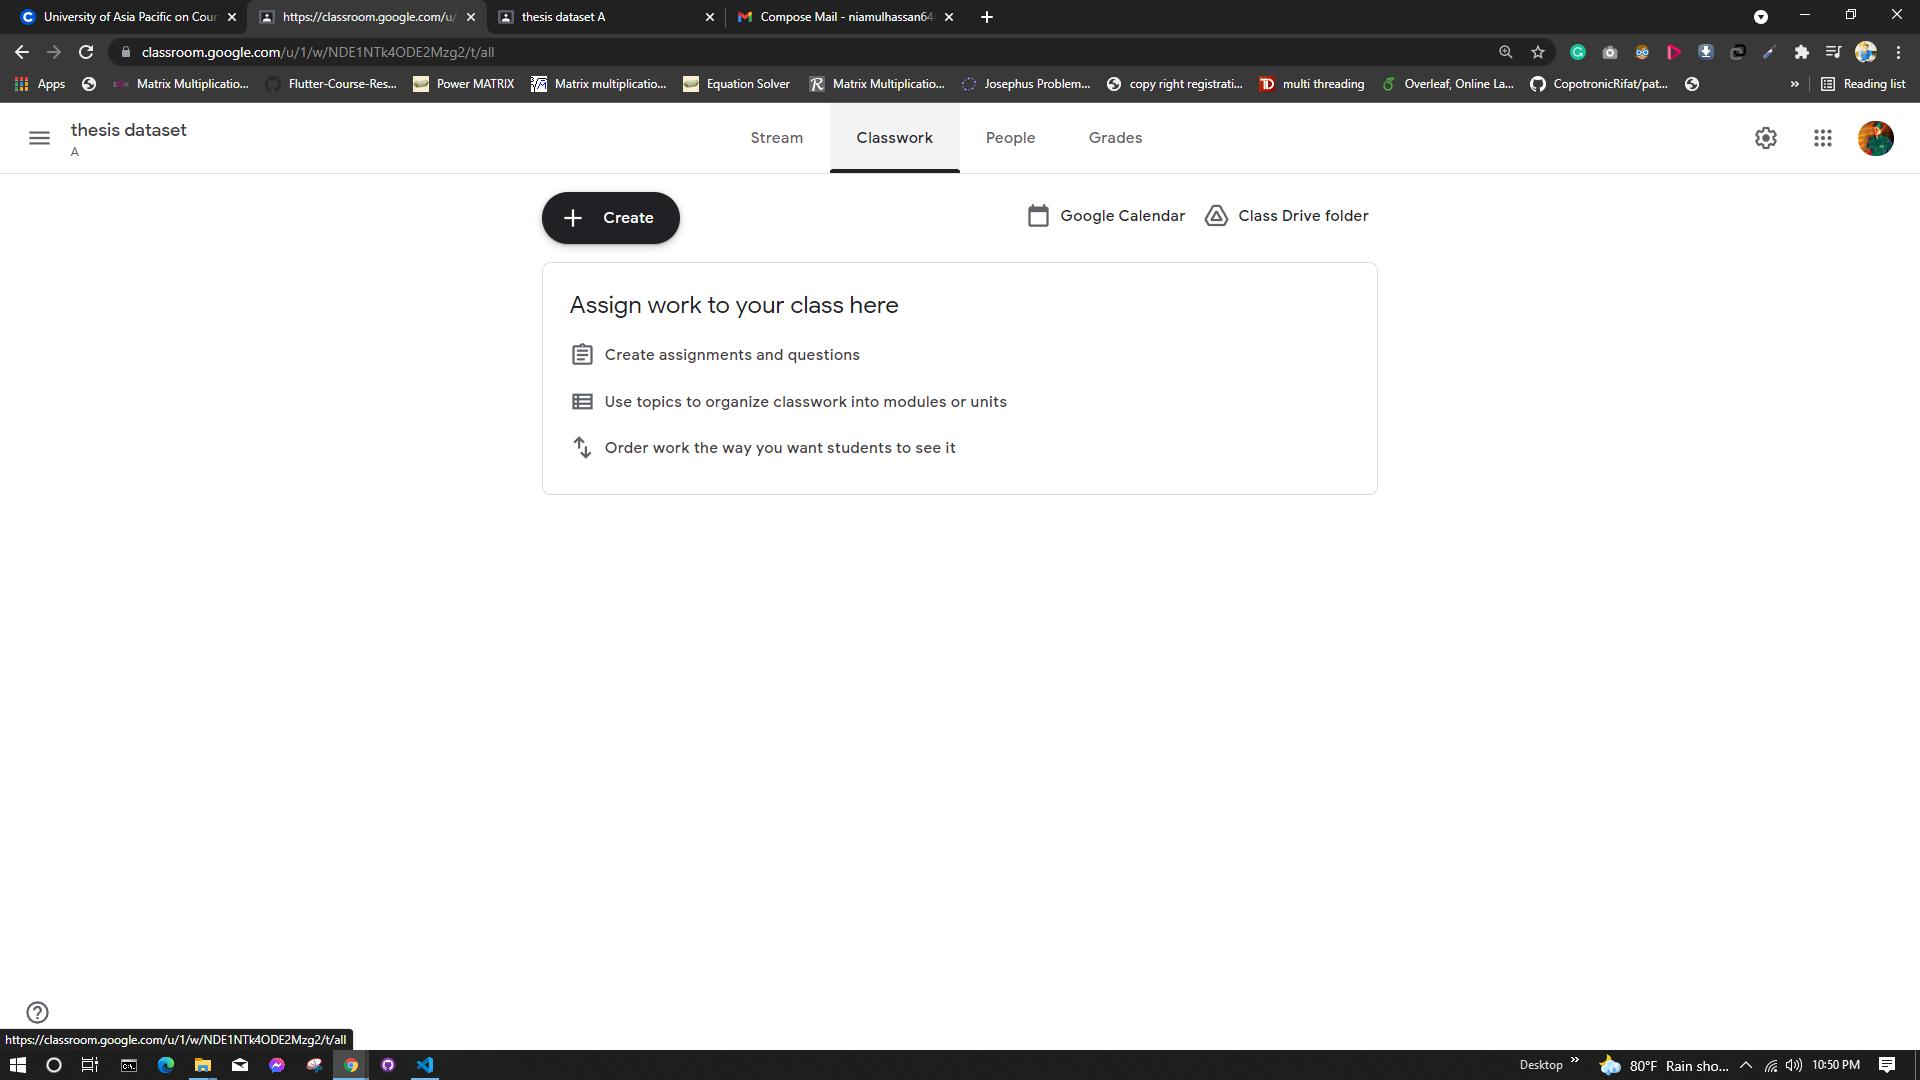 University of Asia Pacific on Cour
https://classroom.google.com/u/
thesis dataset A
Compose Mail - niamulhassan64
classroom.google.com/u/1/w/NDE1NTk4ODE2Mzg2/t/all
Apps
Matrix Multiplicatio...
Flutter-Course-Res...
Power MATRIX
Matrix multiplicatio...
Equation Solver
Matrix Multiplicatio...
Josephus Problem...
copy right registrati...
multi threading
Overleaf, Online La...
CopotronicRifat/pat...
»
Reading list
thesis dataset
A
Stream
Classwork
People
Grades
Create
Google Calendar
Class Drive folder
Assign work to your class here
Create assignments and questions
Use topics to organize classwork into modules or units
Order work the way you want students to see it
https://classroom.google.com/u/1/w/NDE1NTk4ODE2Mzg2/t/all
Desktop
»
80°F Rain sho...
10:50 PM